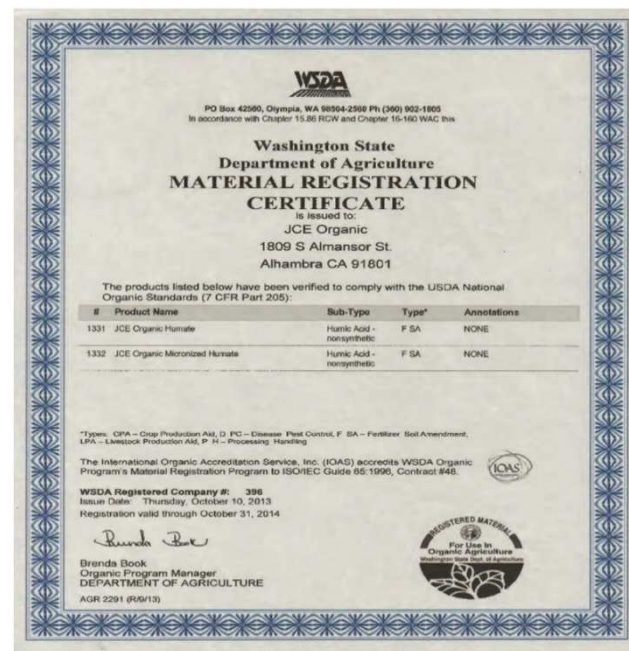 WSDA
PO Box 42560, Olympia, WA 98504-2560 Ph (360) 902-1805
In accordance with Chapter 15.86 RCW and Chapter 16-160 WAC this
Washington State
Department of Agriculture
MATERIAL REGISTRATION
CERTIFICATE
is issued to:
JCE Organic
1809 S Almansor St.
Alhambra CA 91801
The products listed below have been verified to comply with the USDA National
Organic Standards (7 CFR Part 205):
# Product Name Sub-Type Type* Annotations
1331 JCE Organic Humate Humic Acid - F SA NONE
nonsynthetic
1332 JCE Organic Micronized Humate Humic Acid - F SA NONE
nonsynthetic
*Types: CPA – Crop Production Aid, D PC – Disease Pest Control, F SA – Fertilizer Soil Amendment,
LPA – Livestock Production Aid, P H – Processing Handling
The International Organic Accreditation Service, Inc. (IOAS) accredits WSDA Organic
Program's Material Registration Program to ISO/IEC Guide 65:1996, Contract #48.
IOAS
WSDA Registered Company #: 396
Issue Date: Thursday, October 10, 2013
Registration valid through October 31, 2014
Brenda Book
Brenda Book
Organic Program Manager
DEPARTMENT OF AGRICULTURE
AGR 2291 (R/9/13)
REGISTERED MATERIAL
For Use In
Organic Agriculture
Washington State Dept. of Agriculture